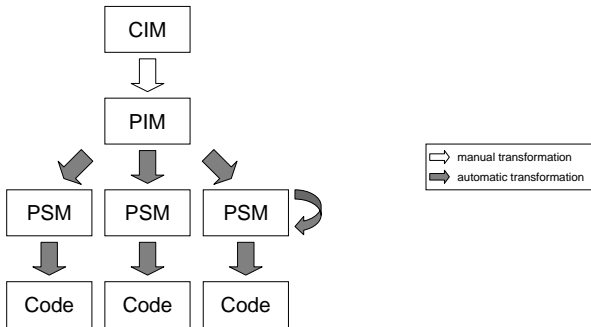 CIM
PIM
manual transformation
automatic transformation
PSM PSM PSM
Code Code Code